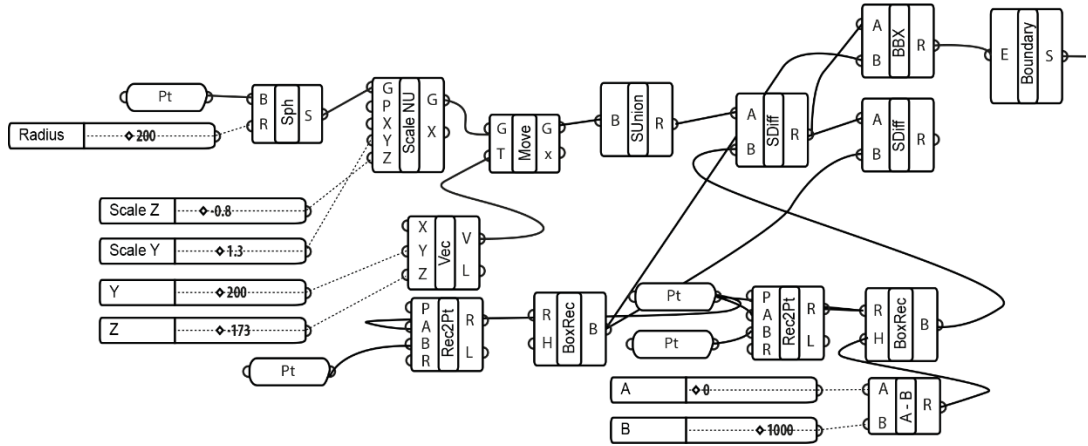 Pt
Radius
200
B
R
Sph
S
G
P
X
Y
Z
Scale NU
G
X
G
T
Move
G
x
B
SUnion
R
A
B
SDiff
R
A
B
BBX
R
E
Boundary
S
A
B
SDiff
R
Scale Z
-0.8
Scale Y
1.3
Y
200
Z
-173
X
Y
Z
Vec
V
L
Pt
P
A
B
R
Rec2Pt
R
L
R
H
BoxRec
B
Pt
Pt
P
A
B
R
Rec2Pt
R
L
R
H
BoxRec
B
A
0
B
1000
A
B
A - B
R